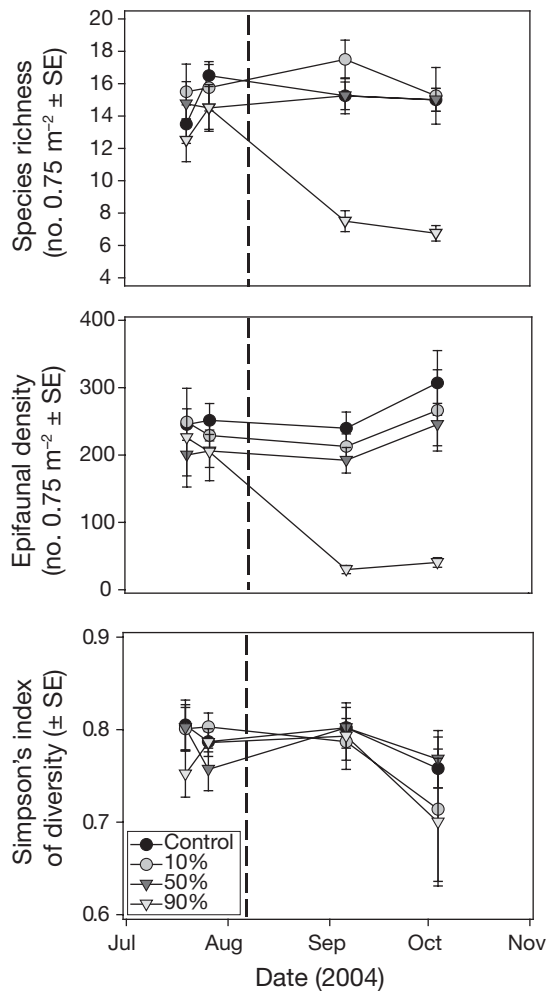 Species richness
(no. 0.75 m⁻² ± SE)
20
18
16
14
12
10
8
6
4
Epifaunal density
(no. 0.75 m⁻² ± SE)
400
300
200
100
0
Simpson's index
of diversity (± SE)
0.9
0.8
0.7
0.6
Control
10%
50%
90%
Jul Aug Sep Oct Nov
Date (2004)